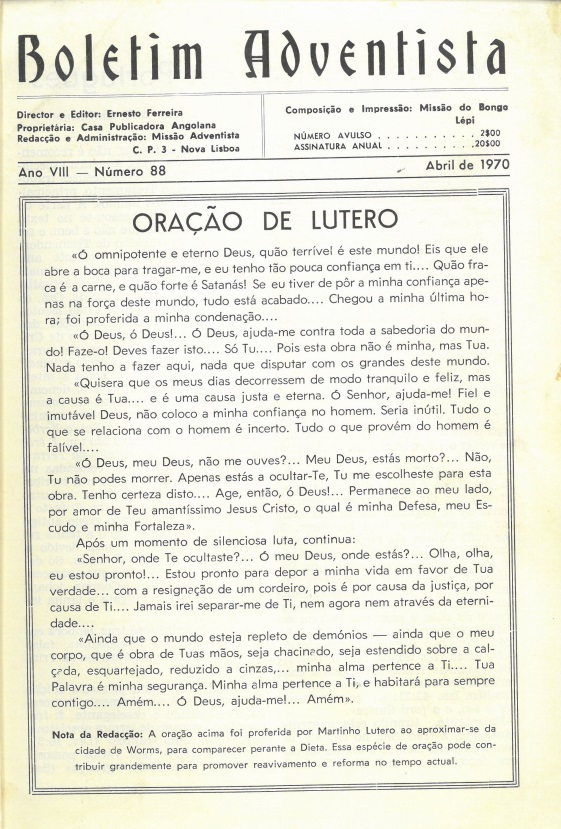 Boletim Adventista
Director e Editor: Ernesto Ferreira
Proprietária: Casa Publicadora Angolana
Redacção e Administração: Missão Adventista
C. P. 3 - Nova Lisboa
Composição e Impressão: Missão do Bongo
Lépi
NÚMERO AVULSO . . . . . . . . . . . 2$00
ASSINATURA ANUAL . . . . . . . . . .20$00
Ano VIII — Número 88
Abril de 1970
ORAÇÃO DE LUTERO
«Ó omnipotente e eterno Deus, quão terrível é este mundo! Eis que ele
abre a boca para tragar-me, e eu tenho tão pouca confiança em ti.... Quão fra-
ca é a carne, e quão forte é Satanás! Se eu tiver de pôr a minha confiança ape-
nas na força deste mundo, tudo está acabado.... Chegou a minha última ho-
ra; foi proferida a minha condenação....
«Ó Deus, ó Deus!... Ó Deus, ajuda-me contra toda a sabedoria do mun-
do! Faze-o! Deves fazer isto.... Só Tu.... Pois esta obra não é minha, mas Tua.
Nada tenho a fazer aqui, nada que disputar com os grandes deste mundo.
«Quisera que os meus dias decorressem de modo tranquilo e feliz, mas
a causa é Tua.... e é uma causa justa e eterna. Ó Senhor, ajuda-me! Fiel e
imutável Deus, não coloco a minha confiança no homem. Seria inútil. Tudo o
que se relaciona com o homem é incerto. Tudo o que provém do homem é
falível....
«Ó Deus, meu Deus, não me ouves?... Meu Deus, estás morto?... Não,
Tu não podes morrer. Apenas estás a ocultar-Te, Tu me escolheste para esta
obra. Tenho certeza disto.... Age, então, ó Deus!... Permanece ao meu lado,
por amor de Teu amantíssimo Jesus Cristo, o qual é minha Defesa, meu Es-
cudo e minha Fortaleza».
Após um momento de silenciosa luta, continua:
«Senhor, onde Te ocultaste?... Ó meu Deus, onde estás?... Olha, olha,
eu estou pronto!... Estou pronto para depor a minha vida em favor de Tua
verdade... com a resignação de um cordeiro, pois é por causa da justiça, por
causa de Ti.... Jamais irei separar-me de Ti, nem agora nem através da eterni-
dade....
«Ainda que o mundo esteja repleto de demónios — ainda que o meu
corpo, que é obra de Tuas mãos, seja chacinado, seja estendido sobre a cal-
çada, esquartejado, reduzido a cinzas,... minha alma pertence a Ti.... Tua
Palavra é minha segurança. Minha alma pertence a Ti, e habitará para sempre
contigo.... Amém.... Ó Deus, ajuda-me!... Amém».
Nota da Redacção: A oração acima foi proferida por Martinho Lutero ao aproximar-se da
cidade de Worms, para comparecer perante a Dieta. Essa espécie de oração pode con-
tribuir grandemente para promover reavivamento e reforma no tempo actual.